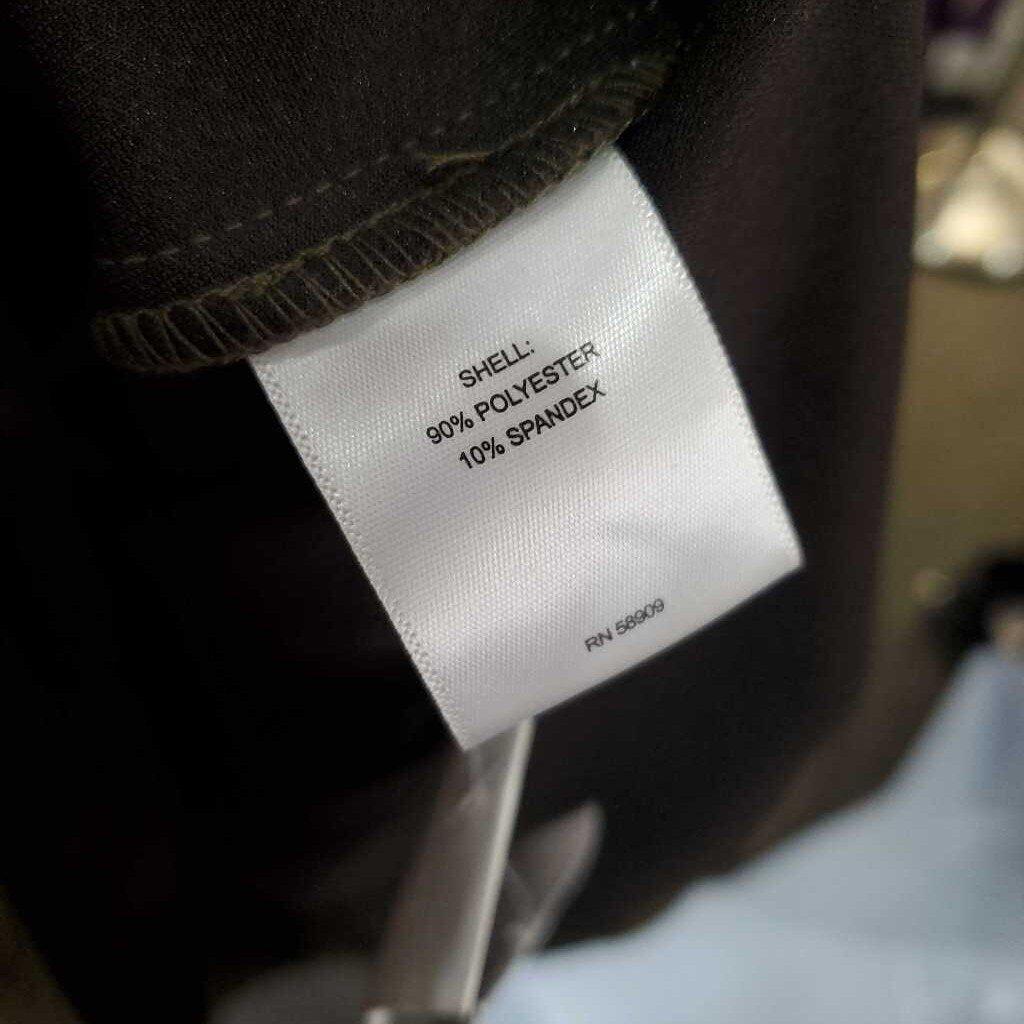 SHELL:
90% POLYESTER
10% SPANDEX
RN 58909